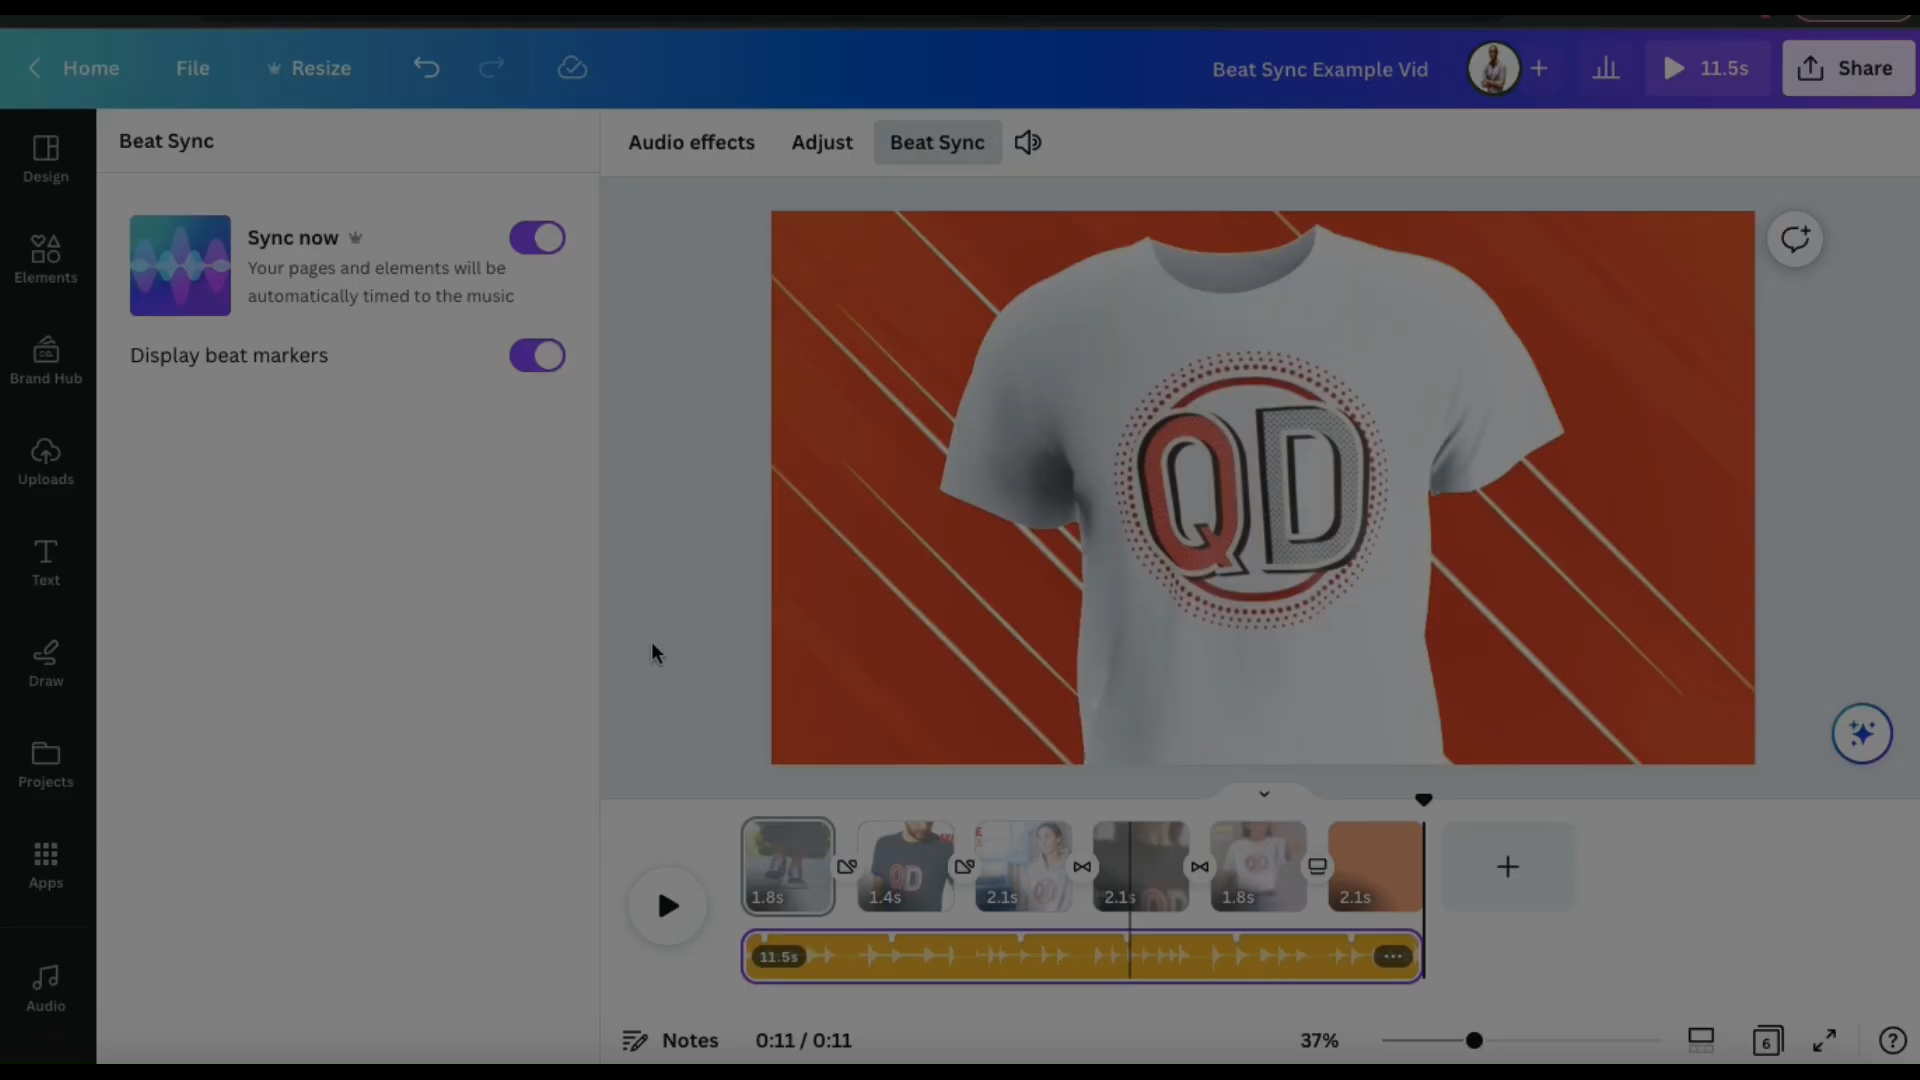 Home File Resize Beat Sync Example Vid + 11.5s Share
Beat Sync
Audio effects Adjust Beat Sync
Design
Elements
CO.
Brand Hub
Uploads
Text
Draw
Projects
Apps
Audio
Sync now
Your pages and elements will be
automatically timed to the music
Display beat markers
QD
1.8s 1.4s 2.1s 2.1s 1.8s 2.1s
QD
11.5s
Notes 0:11 / 0:11 37% 6 ?